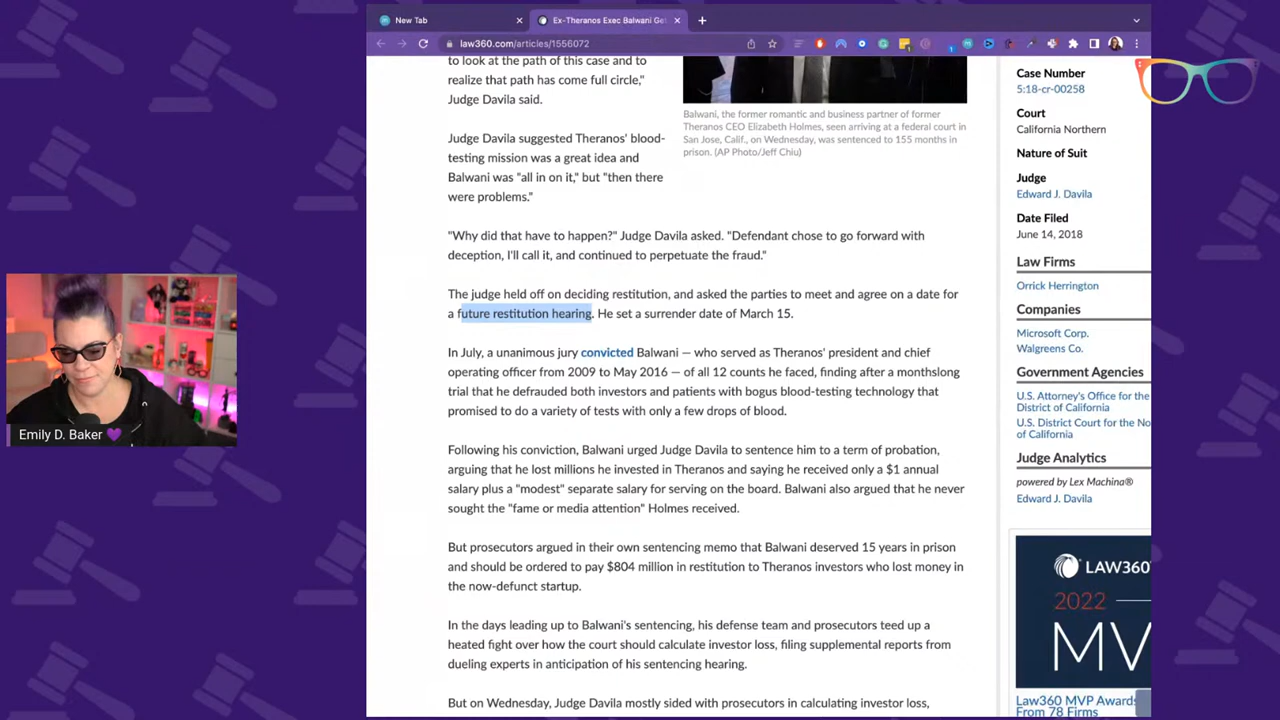 New Tab
Ex-Theranos Exec Balwani Get
law360.com/articles/1556072
to look at the path of this case and to
realize that path has come full circle,"
Judge Davila said.
Judge Davila suggested Theranos' blood-
testing mission was a great idea and
Balwani was "all in on it," but "then there
were problems."
Balwani, the former romantic and business partner of former
Theranos CEO Elizabeth Holmes, seen arriving at a federal court in
San Jose, Calif., on Wednesday, was sentenced to 155 months in
prison. (AP Photo/Jeff Chiu)
"Why did that have to happen?" Judge Davila asked. "Defendant chose to go forward with
deception, I'll call it, and continued to perpetuate the fraud."
The judge held off on deciding restitution, and asked the parties to meet and agree on a date for
a future restitution hearing. He set a surrender date of March 15.
In July, a unanimous jury convicted Balwani — who served as Theranos' president and chief
operating officer from 2009 to May 2016 — of all 12 counts he faced, finding after a monthslong
trial that he defrauded both investors and patients with bogus blood-testing technology that
promised to do a variety of tests with only a few drops of blood.
Following his conviction, Balwani urged Judge Davila to sentence him to a term of probation,
arguing that he lost millions he invested in Theranos and saying he received only a $1 annual
salary plus a "modest" separate salary for serving on the board. Balwani also argued that he never
sought the "fame or media attention" Holmes received.
But prosecutors argued in their own sentencing memo that Balwani deserved 15 years in prison
and should be ordered to pay $804 million in restitution to Theranos investors who lost money in
the now-defunct startup.
In the days leading up to Balwani's sentencing, his defense team and prosecutors teed up a
heated fight over how the court should calculate investor loss, filing supplemental reports from
dueling experts in anticipation of his sentencing hearing.
But on Wednesday, Judge Davila mostly sided with prosecutors in calculating investor loss,
Case Number
5:18-cr-00258
Court
California Northern
Nature of Suit
Judge
Edward J. Davila
Date Filed
June 14, 2018
Law Firms
Orrick Herrington
Companies
Microsoft Corp.
Walgreens Co.
Government Agencies
U.S. Attorney's Office for the
District of California
U.S. District Court for the No
of California
Judge Analytics
powered by Lex Machina®
Edward J. Davila
LAW360
2022
MV
Law360 MVP Awards
From 78 Firms
Emily D. Baker 💜